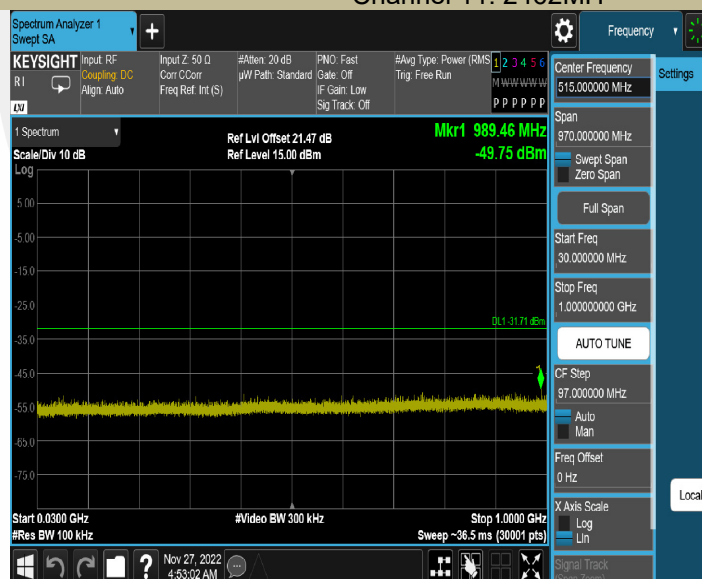 Spectrum Analyzer 1
Swept SA
Frequency
KEYSIGHT
RI
LXI
Input: RF
Coupling: DC
Align: Auto
Input Z: 50 Ω
Corr CCorr
Freq Ref: Int (S)
#Atten: 20 dB
µW Path: Standard
PNO: Fast
Gate: Off
IF Gain: Low
Sig Track: Off
#Avg Type: Power (RMS
Trig: Free Run
1 2 3 4 5 6
M W W W W W
P P P P P P
Center Frequency
515.000000 MHz
Settings
1 Spectrum
Scale/Div 10 dB
Ref Lvl Offset 21.47 dB
Ref Level 15.00 dBm
Mkr1 989.46 MHz
-49.75 dBm
Span
970.000000 MHz
Swept Span
Zero Span
Full Span
Start Freq
30.000000 MHz
Stop Freq
1.000000000 GHz
AUTO TUNE
CF Step
97.000000 MHz
Auto
Man
Freq Offset
0 Hz
X Axis Scale
Log
Lin
Signal Track
Local
Log
5.00
-5.00
-15.0
-25.0
DL1 -31.71 dBm
-35.0
-45.0
1
-55.0
-65.0
-75.0
Start 0.0300 GHz
#Res BW 100 kHz
#Video BW 300 kHz
Stop 1.0000 GHz
Sweep ~36.5 ms (30001 pts)
?
Nov 27, 2022
4:53:02 AM